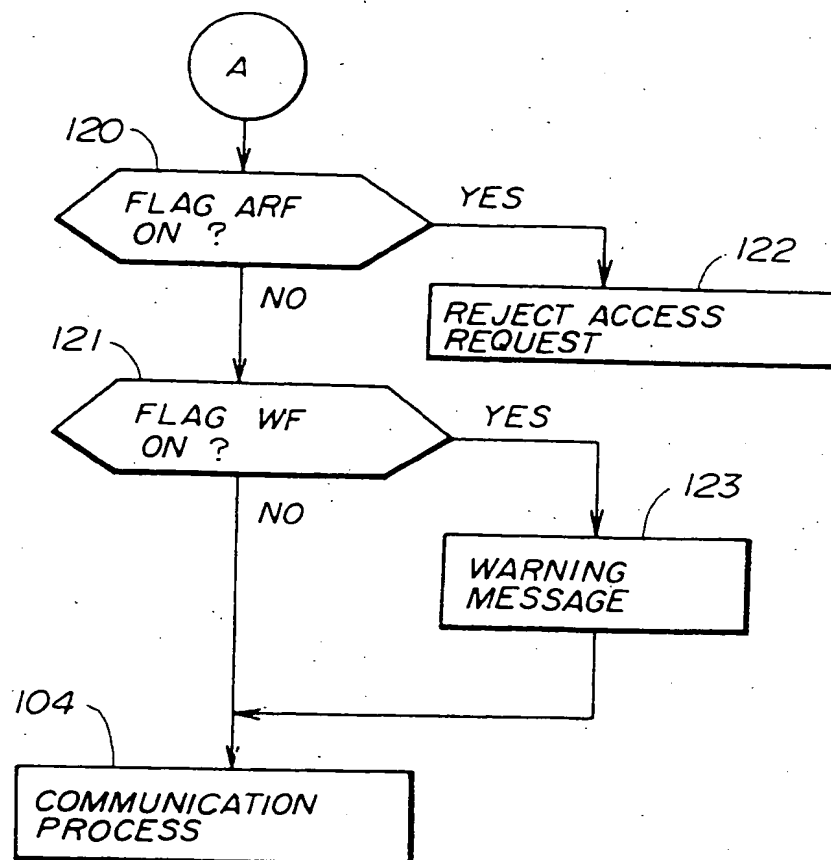 A
120
FLAG ARF
ON ?
YES
NO
122
REJECT ACCESS
REQUEST
121
FLAG WF
ON ?
YES
NO
123
WARNING
MESSAGE
104
COMMUNICATION
PROCESS